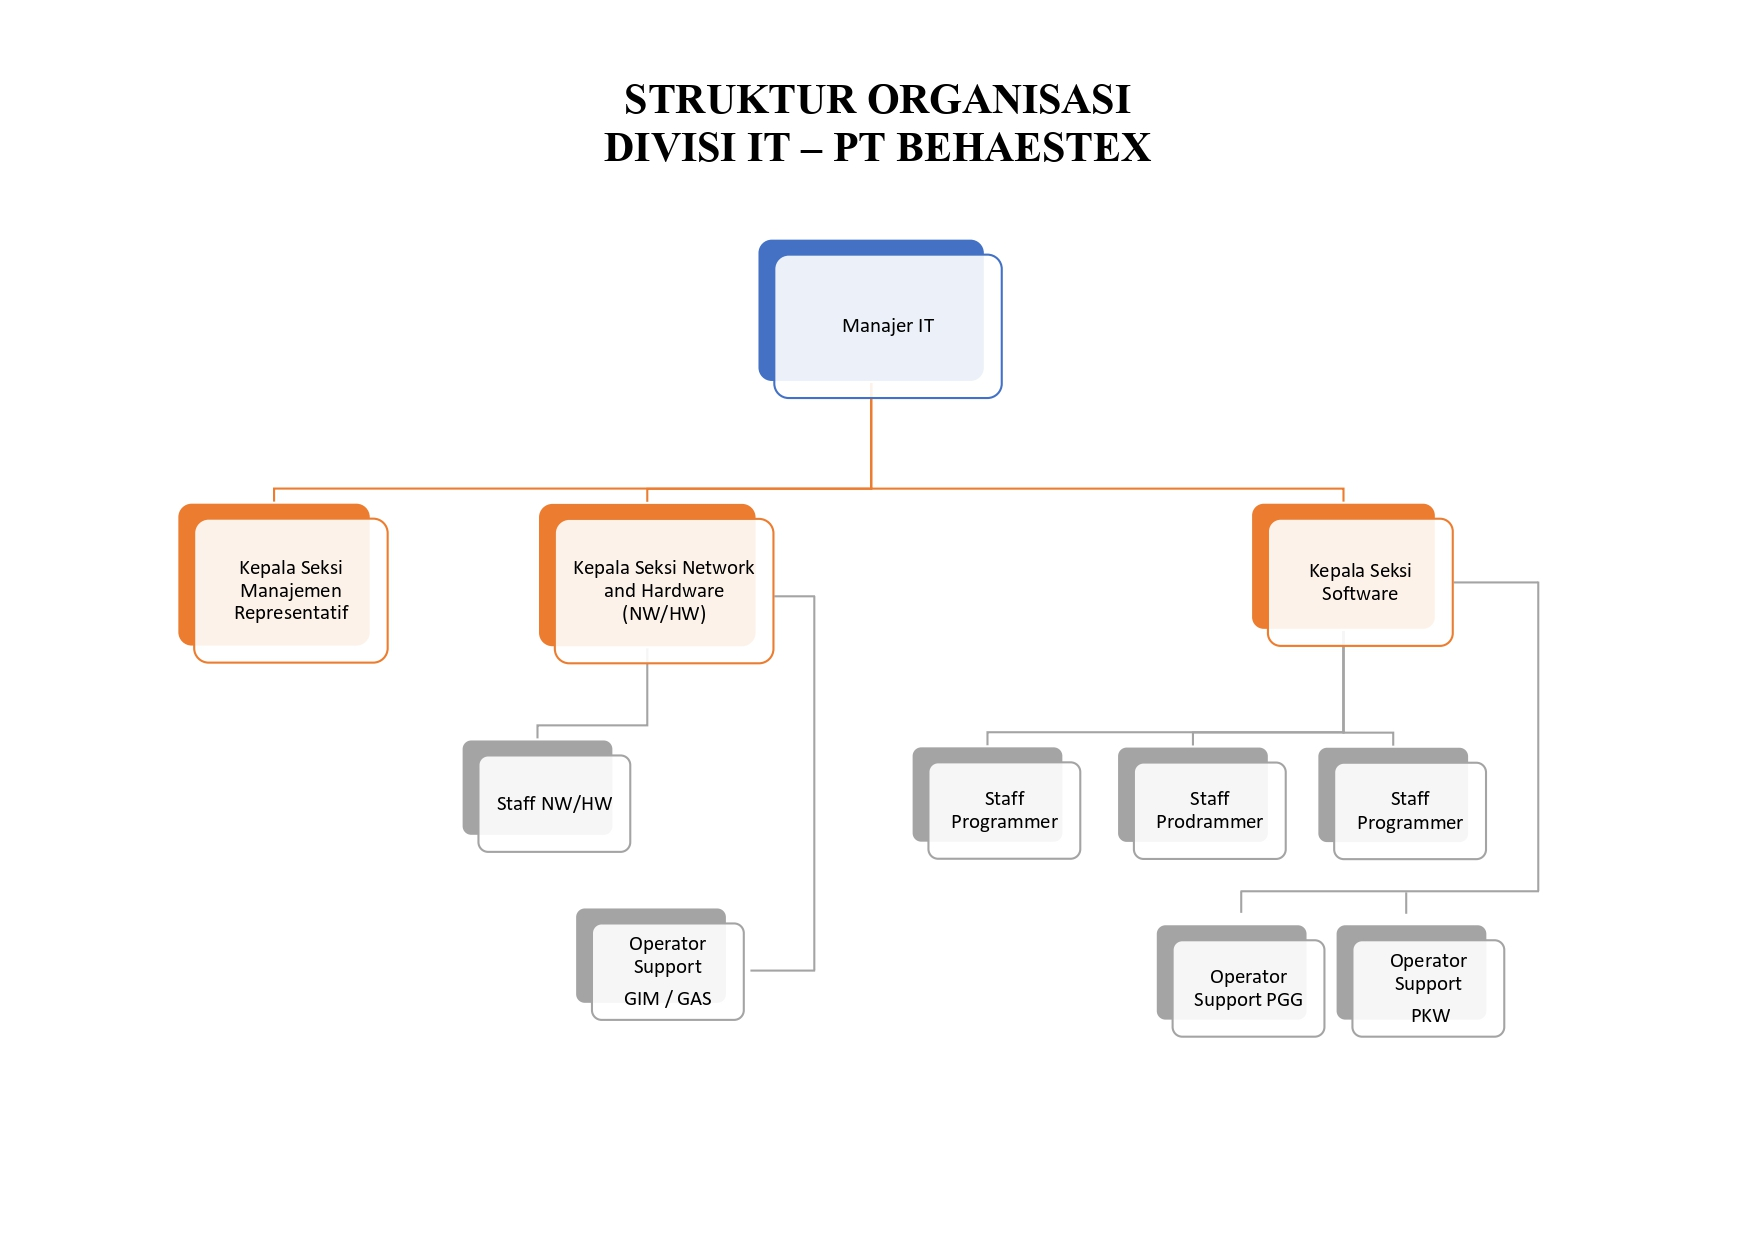 STRUKTUR ORGANISASI
DIVISI IT – PT BEHAESTEX
Manajer IT
Kepala Seksi
Manajemen
Representatif
Kepala Seksi Network
and Hardware
(NW/HW)
Kepala Seksi
Software
Staff NW/HW
Staff
Programmer
Staff
Prodrammer
Staff
Programmer
Operator
Support
GIM / GAS
Operator
Support PGG
Operator
Support
PKW